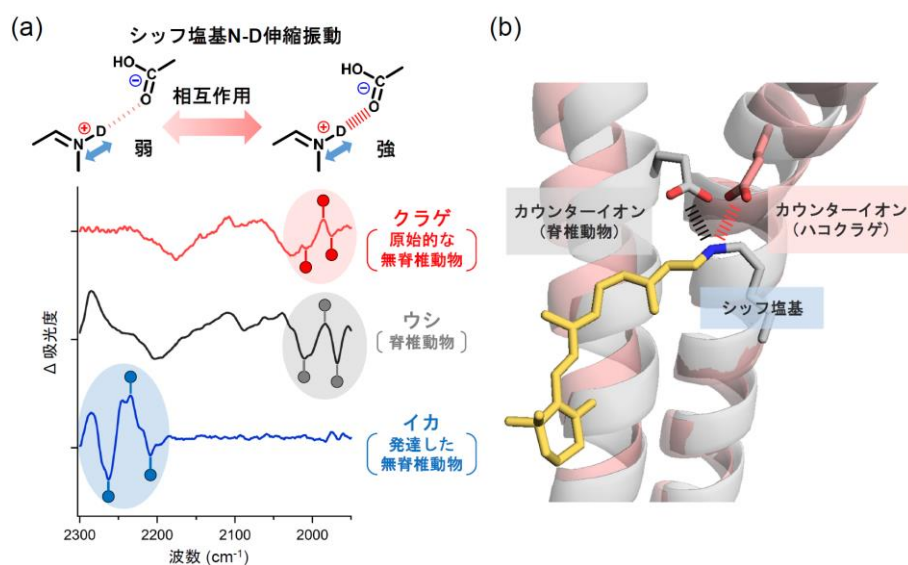 (a)
シッフ塩基N-D伸縮振動
HO
C
⊖
O
相互作用
⊕
N
D
弱
HO
C
⊖
O
⊕
N
D
強
クラゲ
原始的な
無脊椎動物
ウシ
脊椎動物
イカ
発達した
無脊椎動物
Δ 吸光度
2300
2200
2100
2000
波数 (cm-1)
(b)
カウンターイオン
(脊椎動物)
カウンターイオン
(ハコクラゲ)
シッフ塩基